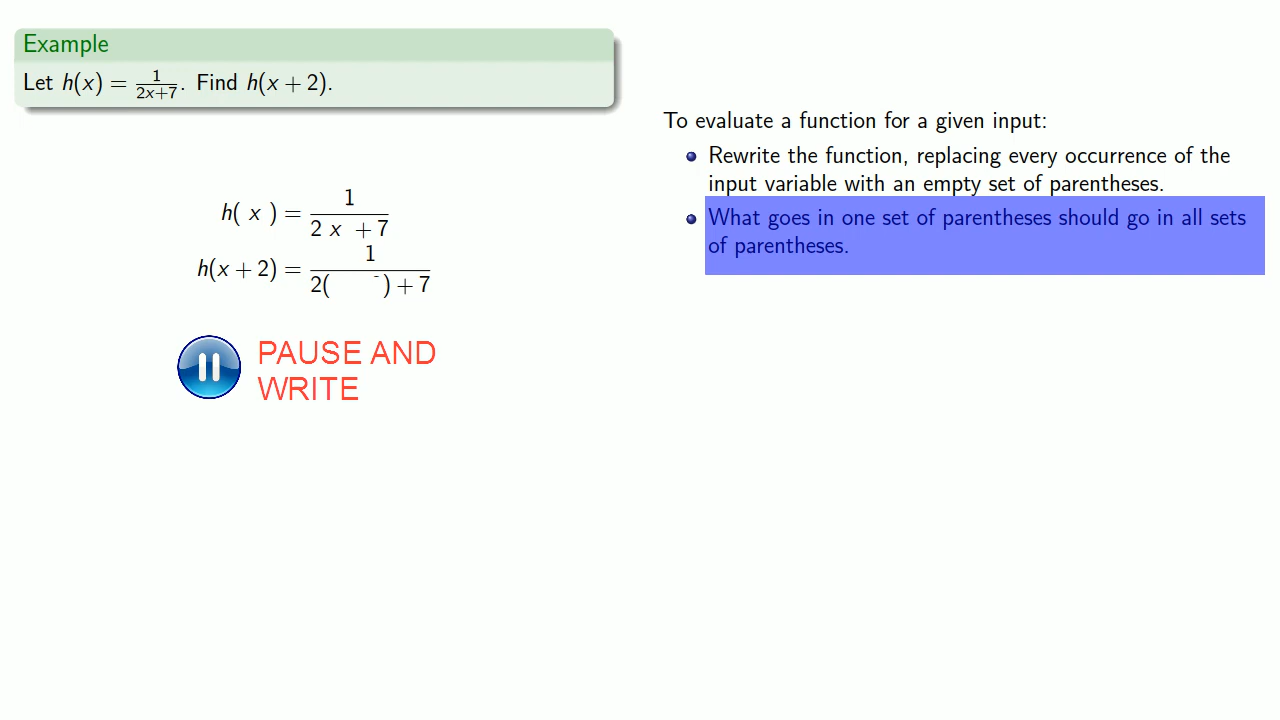 Example
Let h(x) = 1/(2x+7). Find h(x + 2).
To evaluate a function for a given input:
Rewrite the function, replacing every occurrence of the
input variable with an empty set of parentheses.
What goes in one set of parentheses should go in all sets
of parentheses.
h( x ) = 1/(2 x + 7)
h(x + 2) = 1/(2( ) + 7)
PAUSE AND
WRITE